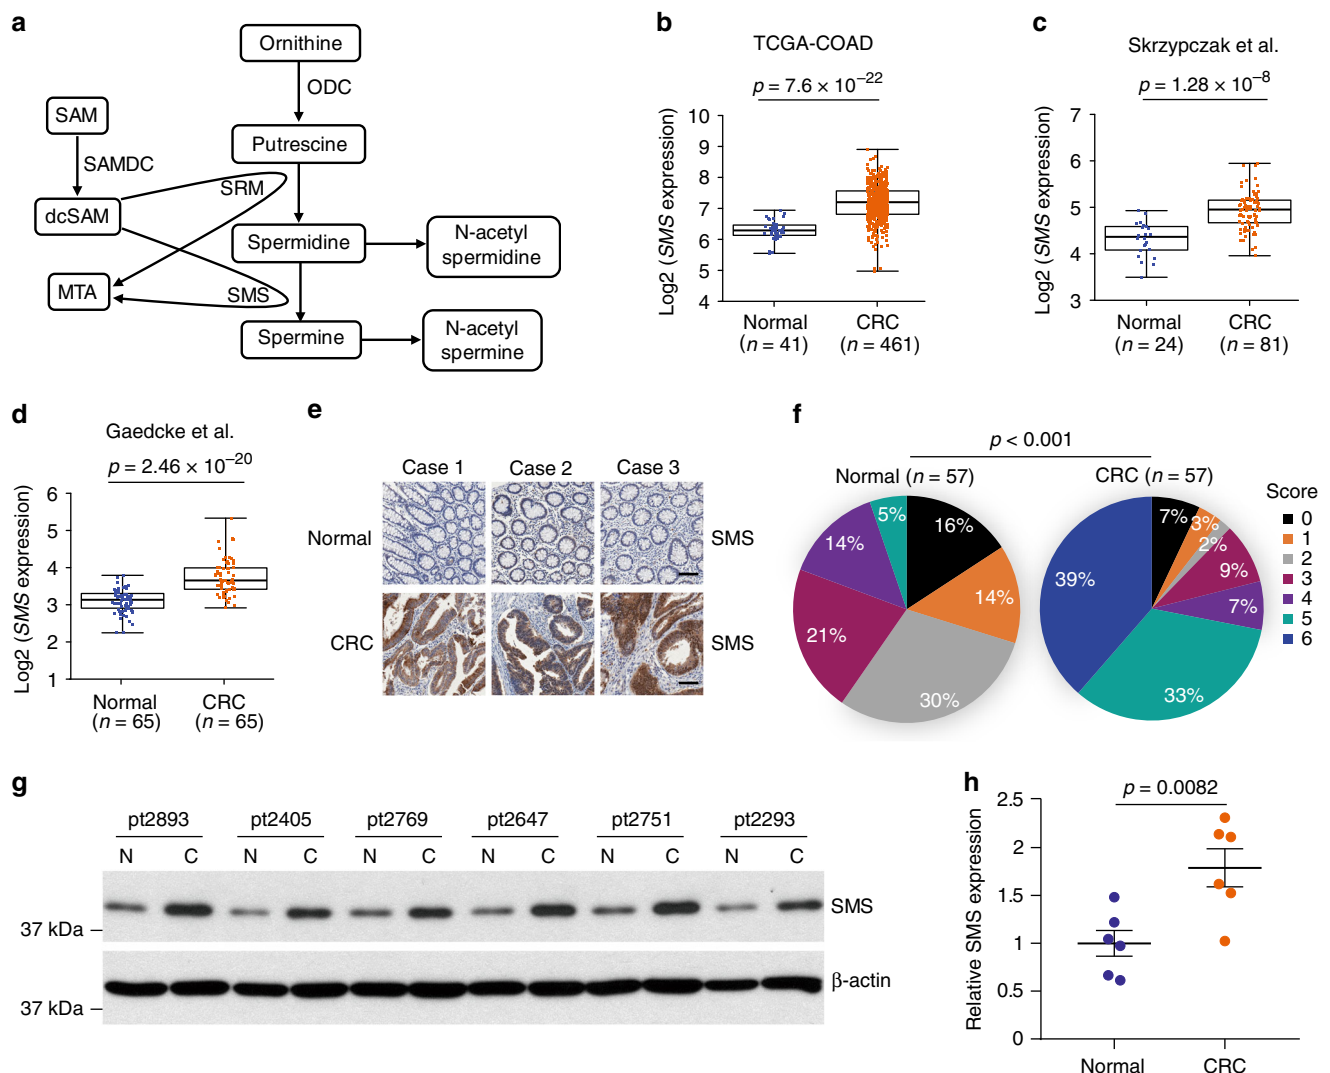 a
Ornithine
ODC
SAM
Putrescine
SAMDC
SRM
dcSAM
Spermidine
N-acetyl
spermidine
MTA
SMS
Spermine
N-acetyl
spermine
b
TCGA-COAD
p = 7.6 × 10–22
Log2 (SMS expression)
10
9
8
7
6
5
4
Normal
(n = 41)
CRC
(n = 461)
c
Skrzypczak et al.
p = 1.28 × 10–8
Log2 (SMS expression)
7
6
5
4
3
Normal
(n = 24)
CRC
(n = 81)
d
Gaedcke et al.
p = 2.46 × 10–20
Log2 (SMS expression)
6
5
4
3
2
1
Normal
(n = 65)
CRC
(n = 65)
e
Case 1 Case 2 Case 3
Normal SMS
CRC SMS
f
p < 0.001
Normal (n = 57)
16%
14%
30%
21%
14%
5%
CRC (n = 57)
7%
3%
2%
9%
7%
33%
39%
Score
0
1
2
3
4
5
6
g
pt2893 pt2405 pt2769 pt2647 pt2751 pt2293
N C N C N C N C N C N C
SMS
37 kDa
β-actin
37 kDa
h
p = 0.0082
Relative SMS expression
2.5
2
1.5
1
0.5
0
Normal CRC